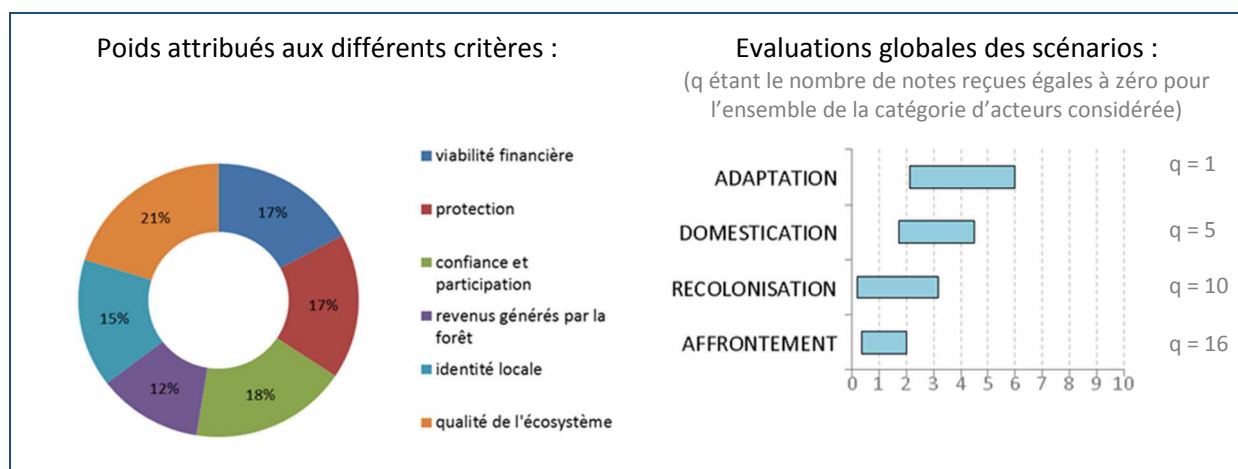 Poids attribués aux différents critères :
21%
17%
17%
18%
12%
15%
viabilité financière
protection
confiance et
participation
revenus générés par la
forêt
identité locale
qualité de l'écosystème
Evaluations globales des scénarios :
(q étant le nombre de notes reçues égales à zéro pour
l’ensemble de la catégorie d’acteurs considérée)
ADAPTATION
q = 1
DOMESTICATION
q = 5
RECOLONISATION
q = 10
AFFRONTEMENT
q = 16
0 1 2 3 4 5 6 7 8 9 10